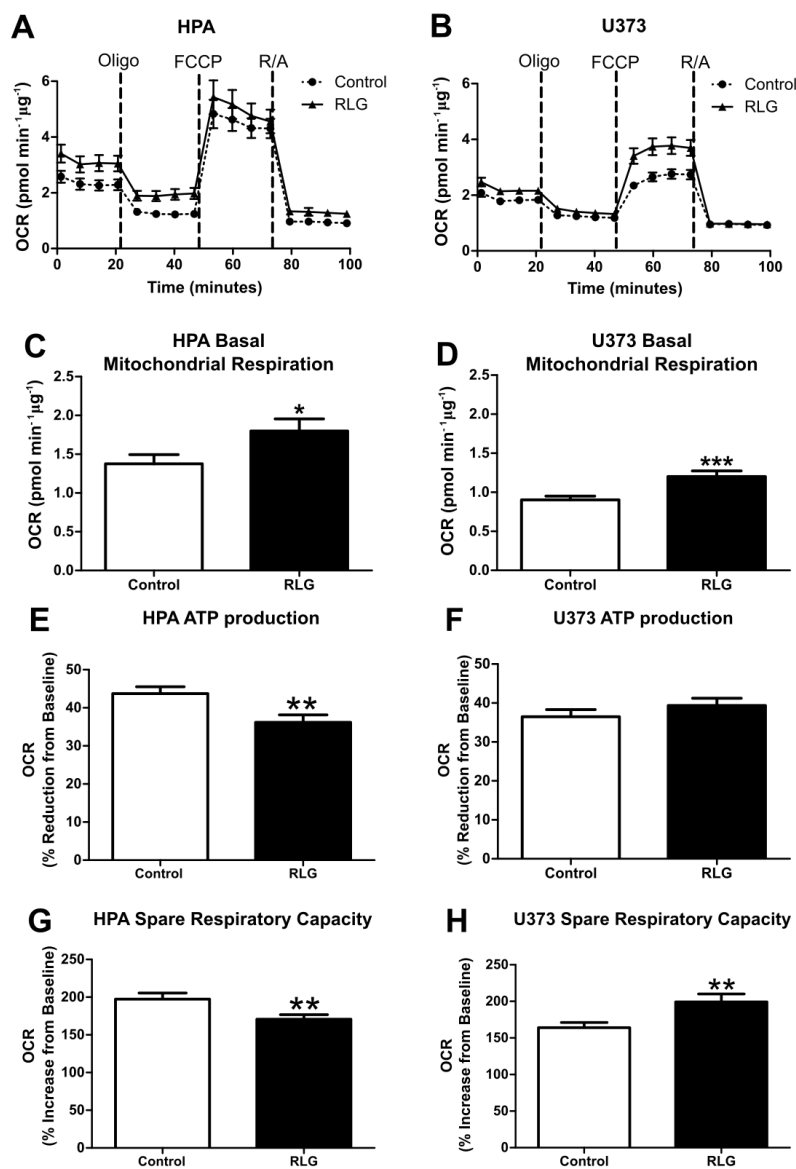 A HPA
Oligo FCCP R/A
Control
RLG
OCR (pmol min⁻¹µg⁻¹)
6
4
2
0
0 20 40 60 80 100
Time (minutes)
B U373
Oligo FCCP R/A
Control
RLG
OCR (pmol min⁻¹µg⁻¹)
6
4
2
0
0 20 40 60 80 100
Time (minutes)
C HPA Basal
Mitochondrial Respiration
OCR (pmol min⁻¹µg⁻¹)
2.5
2.0
1.5
1.0
0.5
0.0
*
Control RLG
D U373 Basal
Mitochondrial Respiration
OCR (pmol min⁻¹µg⁻¹)
2.5
2.0
1.5
1.0
0.5
0.0
***
Control RLG
E HPA ATP production
OCR
(% Reduction from Baseline)
50
40
30
20
10
0
**
Control RLG
F U373 ATP production
OCR
(% Reduction from Baseline)
50
40
30
20
10
0
Control RLG
G HPA Spare Respiratory Capacity
OCR
(% Increase from Baseline)
250
200
150
100
50
0
**
Control RLG
H U373 Spare Respiratory Capacity
OCR
(% Increase from Baseline)
250
200
150
100
50
0
**
Control RLG